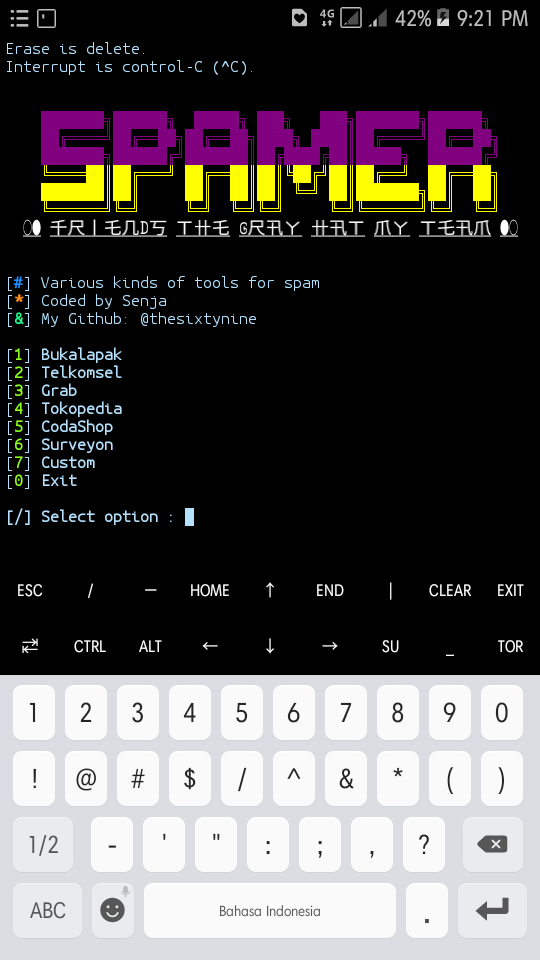 4G 42% 9:21 PM
Erase is delete.
Interrupt is control-C (^C).
SPAMER
FRIENDS THE GRAY HAT MY TEAM
[#] Various kinds of tools for spam
[*] Coded by Senja
[&] My Github: @thesixtynine
[1] Bukalapak
[2] Telkomsel
[3] Grab
[4] Tokopedia
[5] CodaShop
[6] Surveyon
[7] Custom
[0] Exit
[/] Select option :
ESC / — HOME ↑ END | CLEAR EXIT
CTRL ALT ← ↓ → SU _ TOR
1 2 3 4 5 6 7 8 9 0
! @ # $ / ^ & * ( )
1/2 - ' " : ; , ?
ABC Bahasa Indonesia .